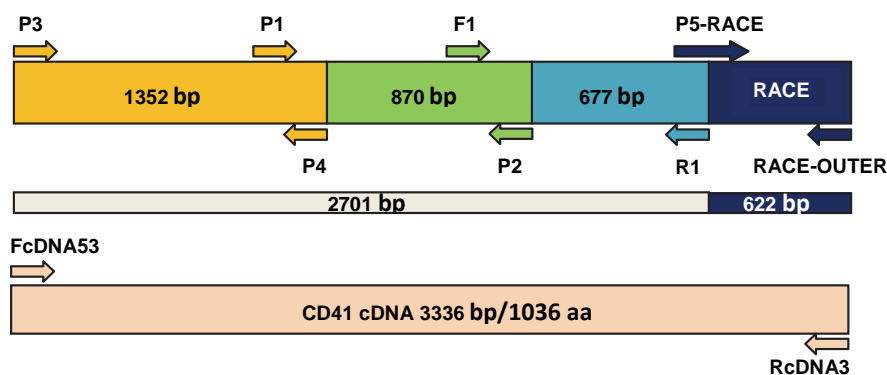 P3 P1 F1 P5-RACE
1352 bp 870 bp 677 bp RACE
P4 P2 R1 RACE-OUTER
2701 bp 622 bp
FcDNA53
CD41 cDNA 3336 bp/1036 aa
RcDNA3